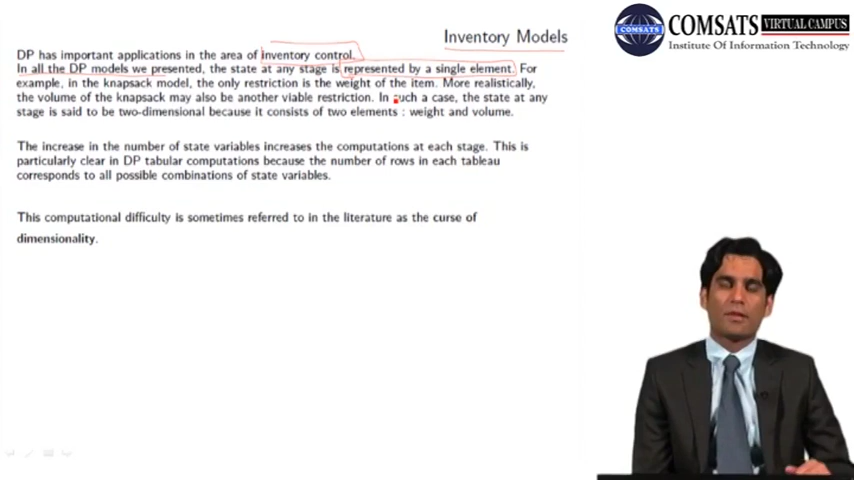 Inventory Models
COMSATS VIRTUAL CAMPUS
Institute Of Information Technology
DP has important applications in the area of inventory control.
In all the DP models we presented, the state at any stage is represented by a single element. For
example, in the knapsack model, the only restriction is the weight of the item. More realistically,
the volume of the knapsack may also be another viable restriction. In such a case, the state at any
stage is said to be two-dimensional because it consists of two elements : weight and volume.
The increase in the number of state variables increases the computations at each stage. This is
particularly clear in DP tabular computations because the number of rows in each tableau
corresponds to all possible combinations of state variables.
This computational difficulty is sometimes referred to in the literature as the curse of
dimensionality.